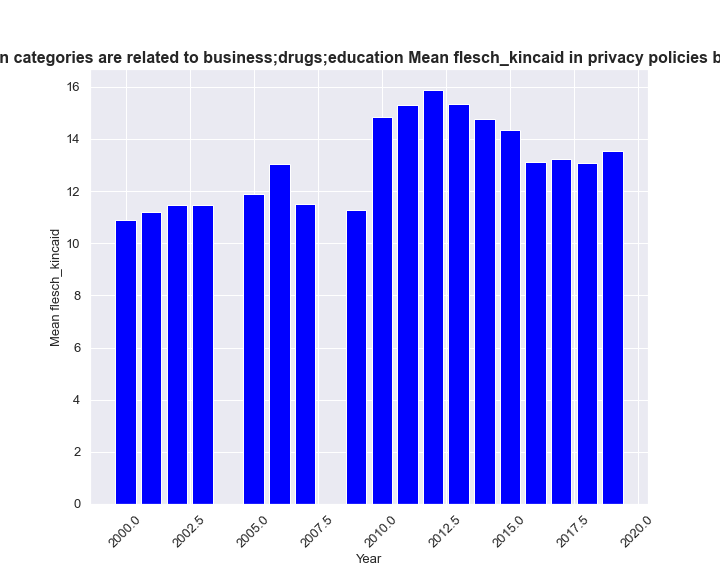 n categories are related to business;drugs;education Mean flesch_kincaid in privacy policies b
16
14
12
10
8
6
4
2
0
Mean flesch_kincaid
2000.0 2002.5 2005.0 2007.5 2010.0 2012.5 2015.0 2017.5 2020.0
Year